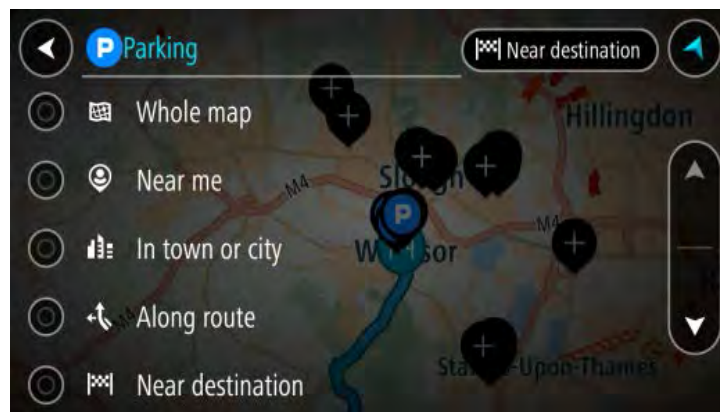 P Parking
Near destination
Whole map
Hillingdon
Near me
Slough
M4
P
M4
In town or city
Windsor
M4
Along route
Staines-Upon-Thames
Near destination